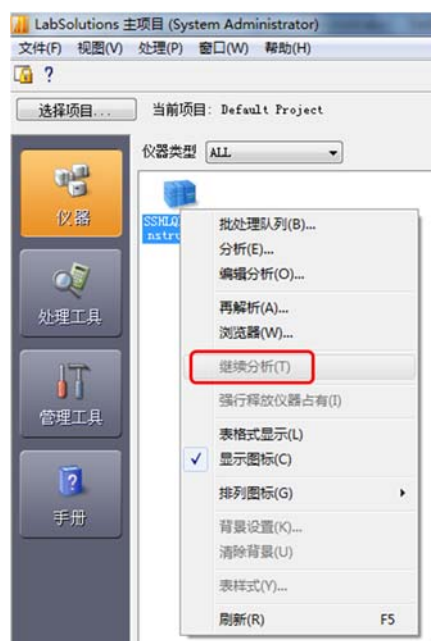 LabSolutions 主项目 (System Administrator)
文件(F) 视图(V) 处理(P) 窗口(W) 帮助(H)
?
选择项目... 当前项目: Default Project
仪器类型 ALL
仪器
处理工具
管理工具
手册
批处理队列(B)...
分析(E)...
编辑分析(O)...
再解析(A)...
浏览器(W)...
继续分析(T)
强行释放仪器占有(I)
表格式显示(L)
显示图标(C)
排列图标(G)
背景设置(K)...
清除背景(U)
表样式(Y)...
刷新(R) F5